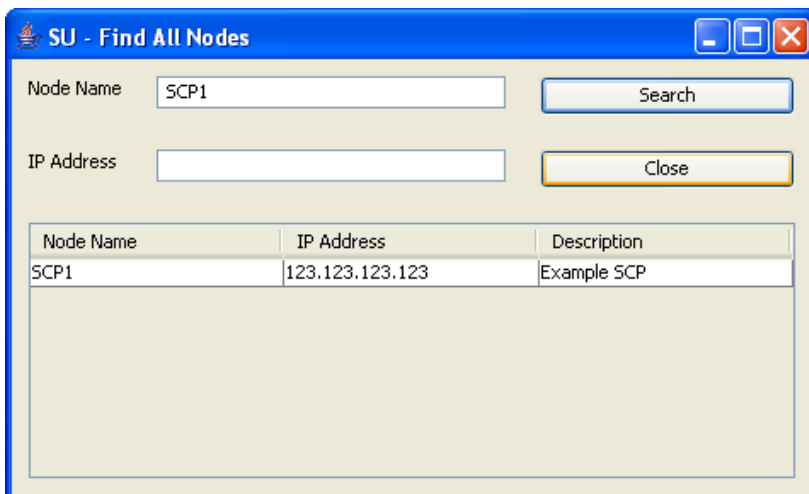 SU - Find All Nodes
Node Name SCP1 Search
IP Address Close
Node Name IP Address Description
SCP1 123.123.123.123 Example SCP